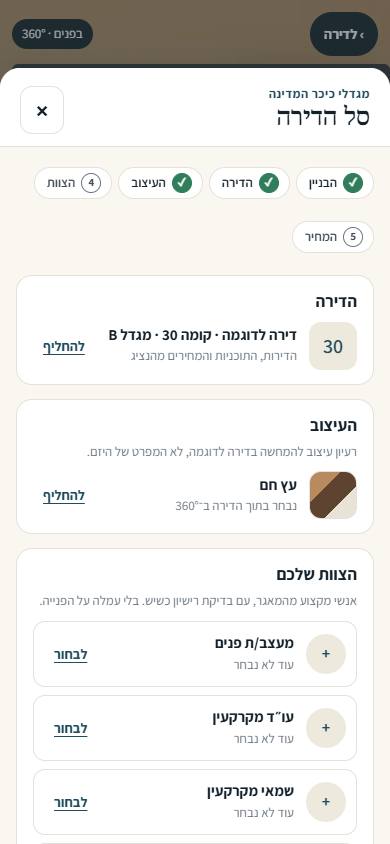 ‹ לדירה
בפנים · 360°
מגדלי כיכר המדינה
סל הדירה
×
✓ הבניין
✓ הדירה
✓ העיצוב
4 הצוות
5 המחיר
הדירה
30
דירה לדוגמה · קומה 30 · מגדל B
הדירות, התוכניות והמחירים מהנציג
להחליף
העיצוב
רעיון עיצוב להמחשה בדירה לדוגמה, לא המפרט של היזם.
עץ חם
נבחר בתוך הדירה ב־360°
להחליף
הצוות שלכם
אנשי מקצוע מהמאגר, עם בדיקת רישיון כשיש. בלי עמלה על הפנייה.
+
מעצב/ת פנים
עוד לא נבחר
לבחור
+
עו״ד מקרקעין
עוד לא נבחר
לבחור
+
שמאי מקרקעין
עוד לא נבחר
לבחור